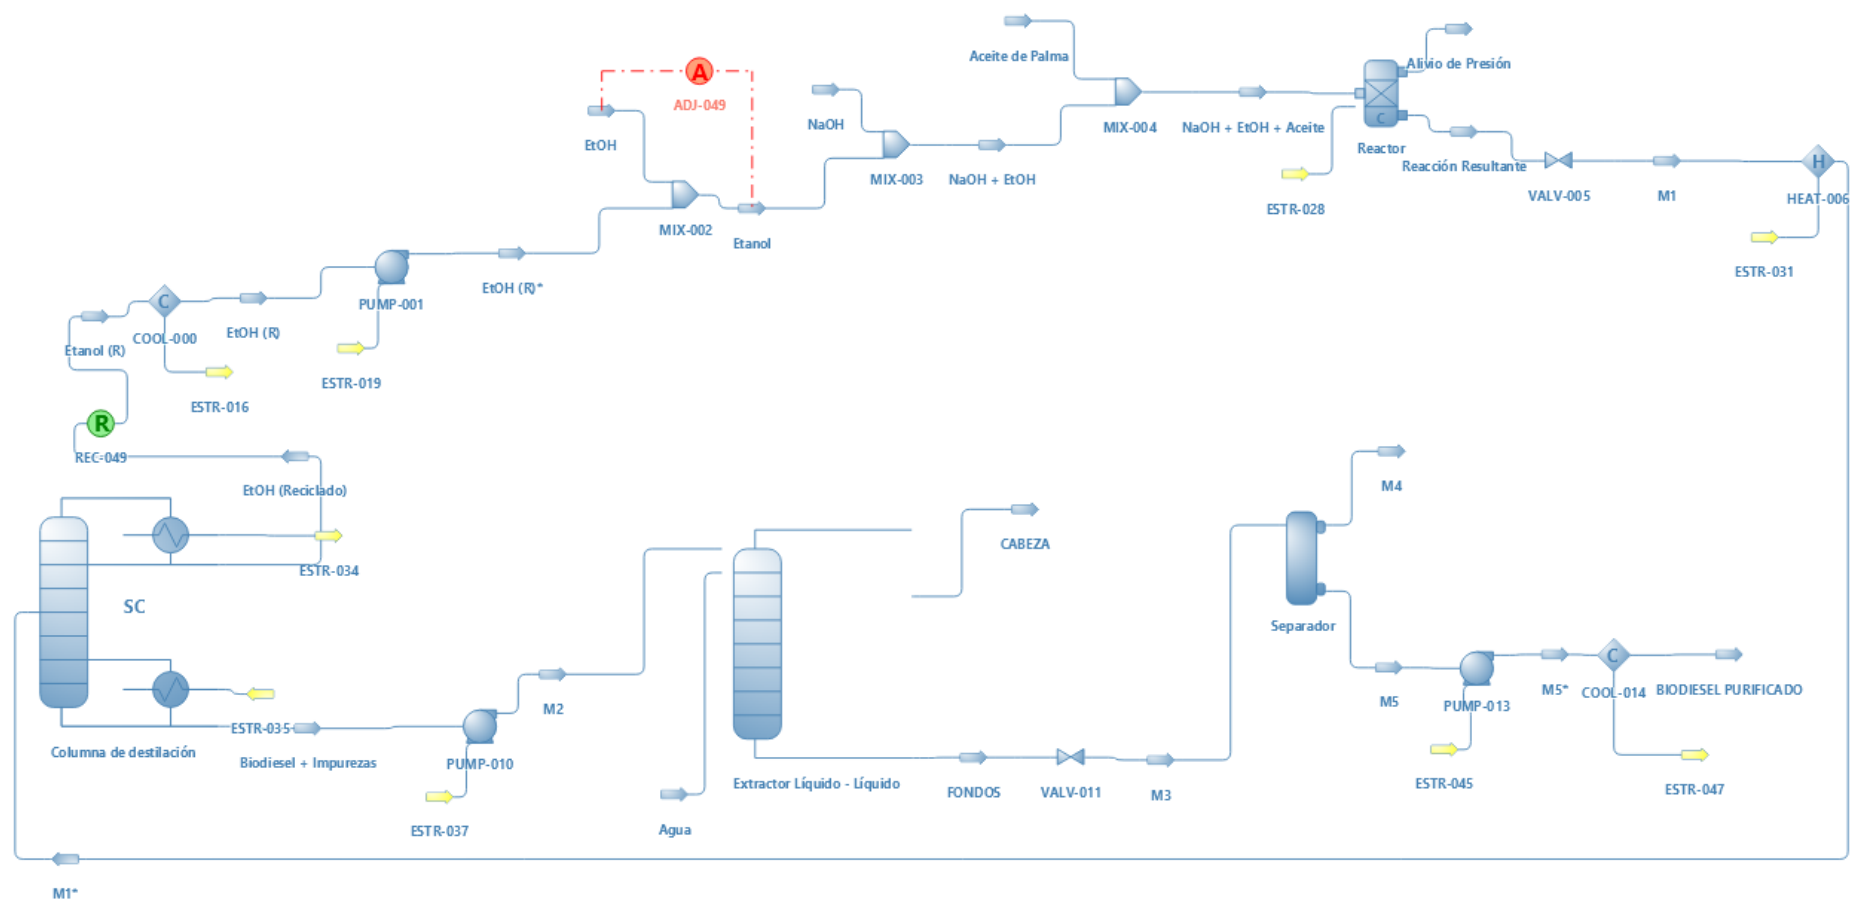 Aceite de Palma
Alivio de Presión
A
ADJ-049
NaOH
EtOH
MIX-004
NaOH + EtOH + Aceite
C
Reactor
Reacción Resultante
MIX-003
NaOH + EtOH
H
VALV-005
M1
HEAT-006
ESTR-028
MIX-002
Etanol
ESTR-031
EtOH (R)*
C
PUMP-001
EtOH (R)
COOL-000
Etanol (R)
ESTR-019
ESTR-016
R
REC-049
EtOH (Reciclado)
M4
CABEZA
ESTR-034
SC
Separador
C
M5
M5*
COOL-014
BIODIESEL PURIFICADO
PUMP-013
M2
ESTR-035
Columna de destilación
Biodiesel + Impurezas
PUMP-010
Extractor Líquido - Líquido
FONDOS
VALV-011
M3
ESTR-045
ESTR-047
ESTR-037
Agua
M1*